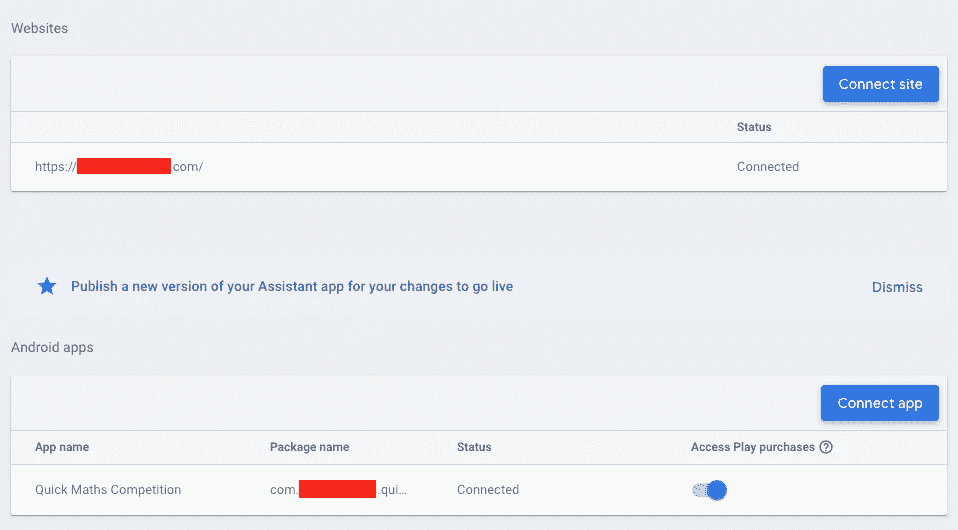 Websites
Connect site
Status
https:// .com/ Connected
Publish a new version of your Assistant app for your changes to go live Dismiss
Android apps
Connect app
App name Package name Status Access Play purchases ?
Quick Maths Competition com. .qui... Connected